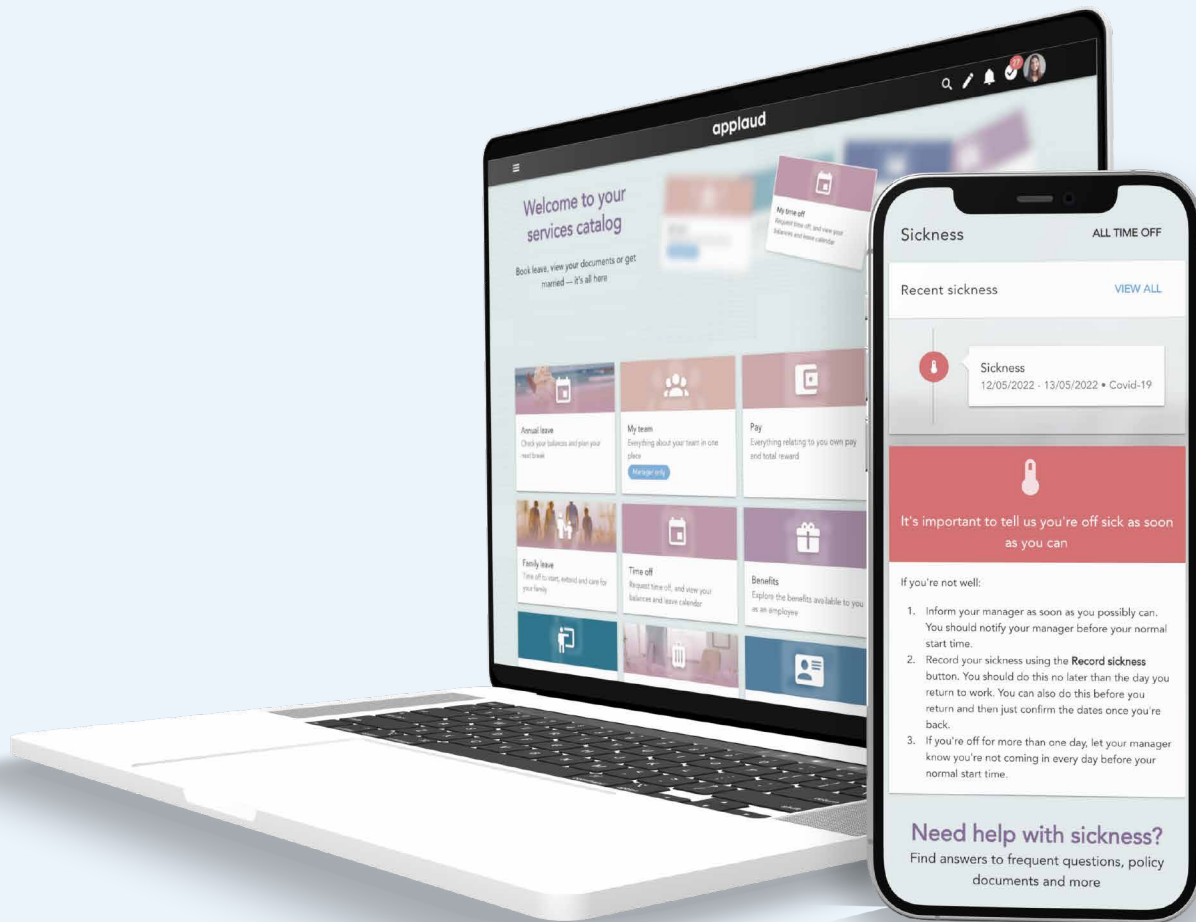 applaud
77
Welcome to your
services catalog
Book leave, view your documents or get
married — it's all here
My time off
Request time off, and view your
balances and leave calendar
Annual leave
Check your balances and plan your
next break
My team
Everything about your team in one
place
Manager only
Pay
Everything relating to you own pay
and total reward
Family leave
Time off to start, extend and care for
your family
Time off
Request time off, and view your
balances and leave calendar
Benefits
Explore the benefits available to you
as an employee
Sickness
ALL TIME OFF
Recent sickness
VIEW ALL
Sickness
12/05/2022 - 13/05/2022 • Covid-19
It's important to tell us you're off sick as soon
as you can
If you're not well:
1. Inform your manager as soon as you possibly can.
You should notify your manager before your normal
start time.
2. Record your sickness using the Record sickness
button. You should do this no later than the day you
return to work. You can also do this before you
return and then just confirm the dates once you're
back.
3. If you're off for more than one day, let your manager
know you're not coming in every day before your
normal start time.
Need help with sickness?
Find answers to frequent questions, policy
documents and more